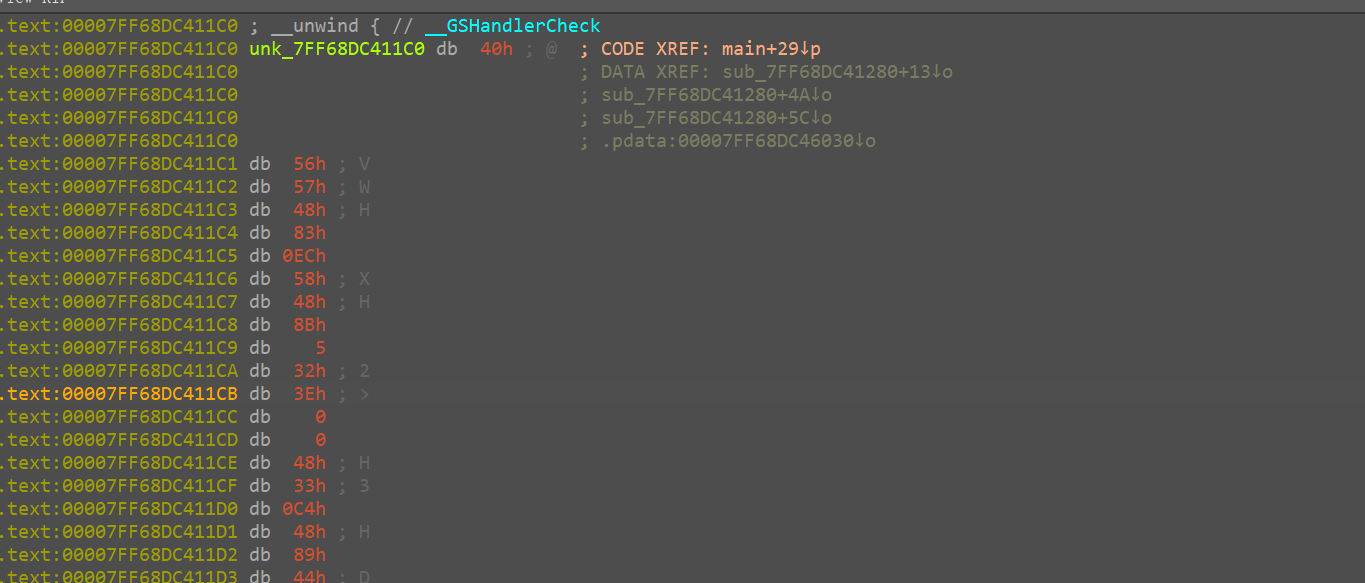 .text:00007FF68DC411C0 ; __unwind { // __GSHandlerCheck
.text:00007FF68DC411C0 unk_7FF68DC411C0 db 40h ; @ ; CODE XREF: main+29↓p
.text:00007FF68DC411C0 ; DATA XREF: sub_7FF68DC41280+13↓o
.text:00007FF68DC411C0 ; sub_7FF68DC41280+4A↓o
.text:00007FF68DC411C0 ; sub_7FF68DC41280+5C↓o
.text:00007FF68DC411C0 ; .pdata:00007FF68DC46030↓o
.text:00007FF68DC411C1 db 56h ; V
.text:00007FF68DC411C2 db 57h ; W
.text:00007FF68DC411C3 db 48h ; H
.text:00007FF68DC411C4 db 83h
.text:00007FF68DC411C5 db 0ECh
.text:00007FF68DC411C6 db 58h ; X
.text:00007FF68DC411C7 db 48h ; H
.text:00007FF68DC411C8 db 8Bh
.text:00007FF68DC411C9 db 5
.text:00007FF68DC411CA db 32h ; 2
.text:00007FF68DC411CB db 3Eh ; >
.text:00007FF68DC411CC db 0
.text:00007FF68DC411CD db 0
.text:00007FF68DC411CE db 48h ; H
.text:00007FF68DC411CF db 33h ; 3
.text:00007FF68DC411D0 db 0C4h
.text:00007FF68DC411D1 db 48h ; H
.text:00007FF68DC411D2 db 89h
.text:00007FF68DC411D3 db 44h ; D